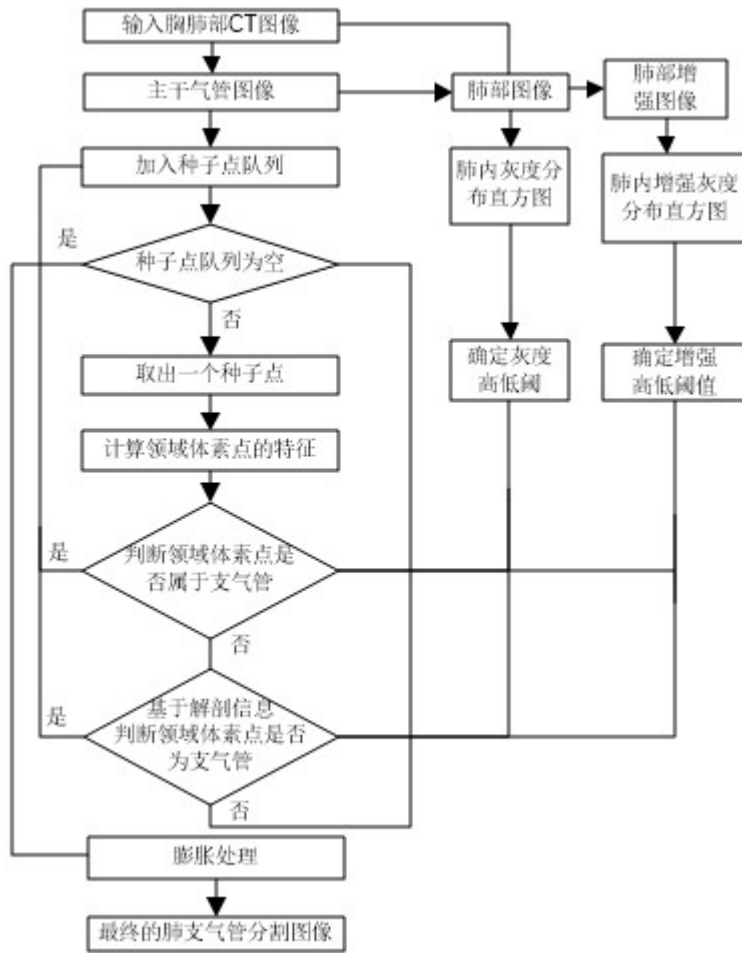 输入胸肺部CT图像
主干气管图像
肺部图像
肺部增
强图像
加入种子点队列
肺内灰度分
布直方图
肺内增强灰度
分布直方图
是
种子点队列为空
否
取出一个种子点
确定灰度
高低阈
确定增强
高低阈值
计算领域体素点的特征
是
判断领域体素点是
否属于支气管
否
是
基于解剖信息
判断领域体素点是否
为支气管
否
膨胀处理
最终的肺支气管分割图像